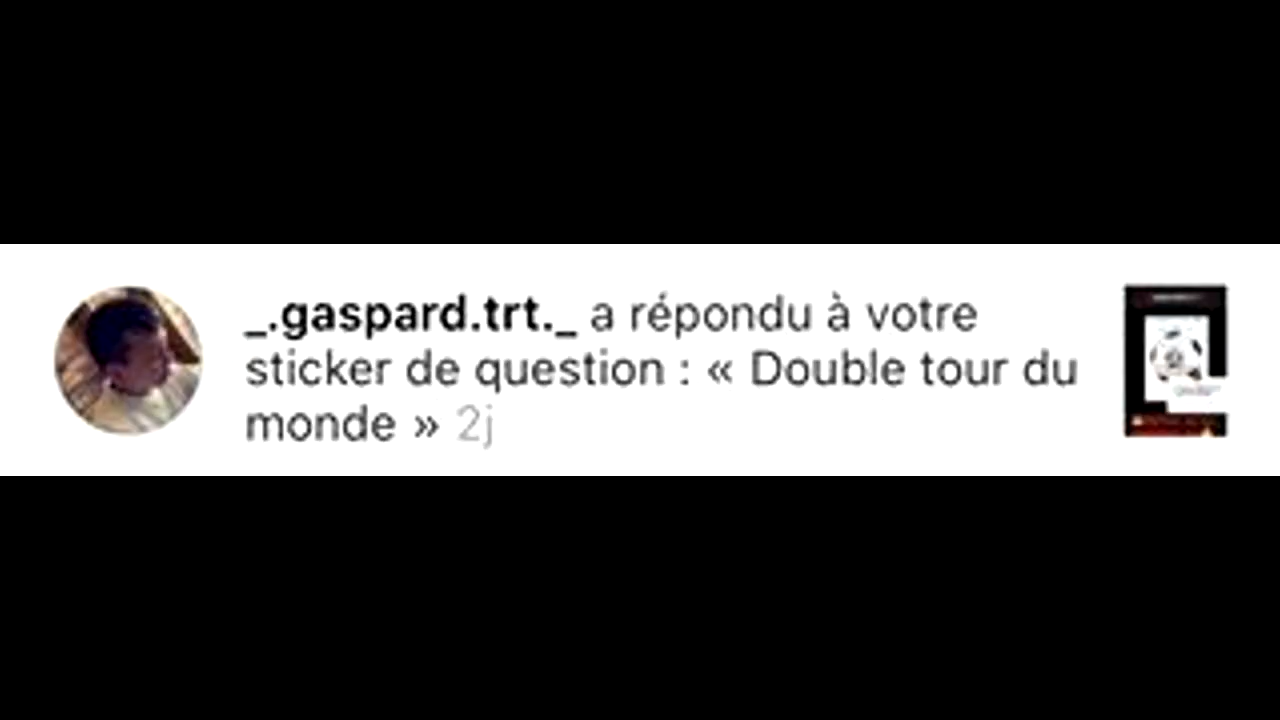 _.gaspard.trt._ a répondu à votre
sticker de question : « Double tour du
monde » 2j